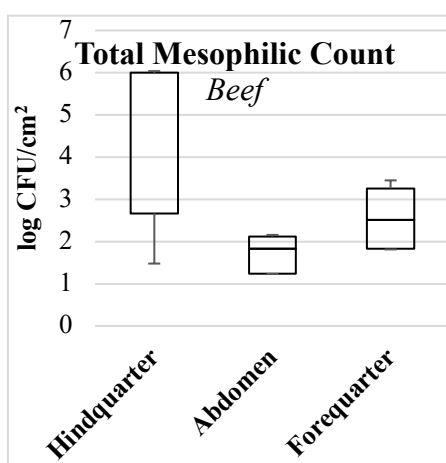 Total Mesophilic Count
Beef
log CFU/cm²
7
6
5
4
3
2
1
0
Hindquarter
Abdomen
Forequarter